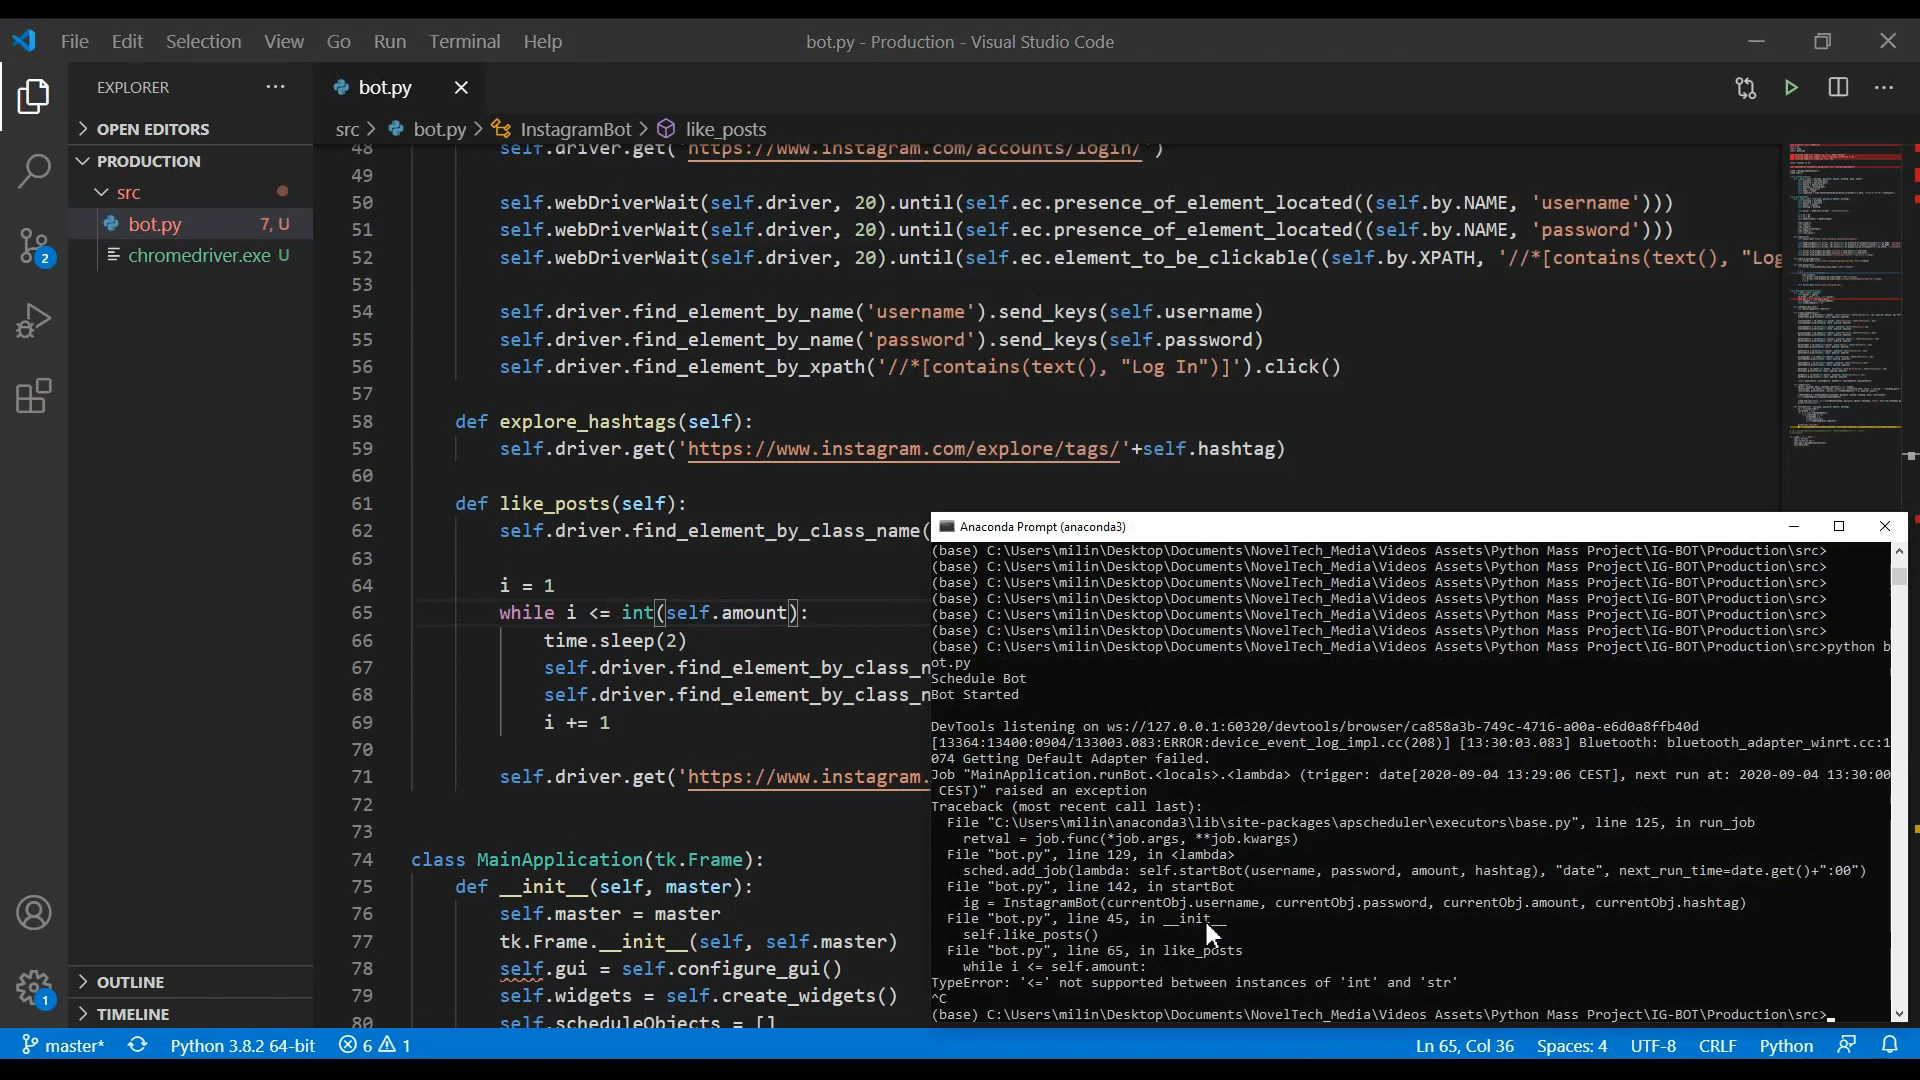 File Edit Selection View Go Run Terminal Help
bot.py - Production - Visual Studio Code
EXPLORER
OPEN EDITORS
PRODUCTION
src
bot.py 7, U
chromedriver.exe U
OUTLINE
TIMELINE
2
1
bot.py
src > bot.py > InstagramBot > like_posts
48 self.driver.get('https://www.instagram.com/accounts/login/')
49
50 self.webDriverWait(self.driver, 20).until(self.ec.presence_of_element_located((self.by.NAME, 'username')))
51 self.webDriverWait(self.driver, 20).until(self.ec.presence_of_element_located((self.by.NAME, 'password')))
52 self.webDriverWait(self.driver, 20).until(self.ec.element_to_be_clickable((self.by.XPATH, '//*[contains(text(), "Log
53
54 self.driver.find_element_by_name('username').send_keys(self.username)
55 self.driver.find_element_by_name('password').send_keys(self.password)
56 self.driver.find_element_by_xpath('//*[contains(text(), "Log In")]').click()
57
58 def explore_hashtags(self):
59 self.driver.get('https://www.instagram.com/explore/tags/'+self.hashtag)
60
61 def like_posts(self):
62 self.driver.find_element_by_class_name(
63
64 i = 1
65 while i <= int(self.amount):
66 time.sleep(2)
67 self.driver.find_element_by_class_n
68 self.driver.find_element_by_class_n
69 i += 1
70
71 self.driver.get('https://www.instagram.
72
73
74 class MainApplication(tk.Frame):
75 def __init__(self, master):
76 self.master = master
77 tk.Frame.__init__(self, self.master)
78 self.gui = self.configure_gui()
79 self.widgets = self.create_widgets()
80 self.scheduleObjects = []
Anaconda Prompt (anaconda3)
(base) C:\Users\milin\Desktop\Documents\NovelTech_Media\Videos Assets\Python Mass Project\IG-BOT\Production\src>
(base) C:\Users\milin\Desktop\Documents\NovelTech_Media\Videos Assets\Python Mass Project\IG-BOT\Production\src>
(base) C:\Users\milin\Desktop\Documents\NovelTech_Media\Videos Assets\Python Mass Project\IG-BOT\Production\src>
(base) C:\Users\milin\Desktop\Documents\NovelTech_Media\Videos Assets\Python Mass Project\IG-BOT\Production\src>
(base) C:\Users\milin\Desktop\Documents\NovelTech_Media\Videos Assets\Python Mass Project\IG-BOT\Production\src>
(base) C:\Users\milin\Desktop\Documents\NovelTech_Media\Videos Assets\Python Mass Project\IG-BOT\Production\src>
(base) C:\Users\milin\Desktop\Documents\NovelTech_Media\Videos Assets\Python Mass Project\IG-BOT\Production\src>python b
ot.py
Schedule Bot
Bot Started
DevTools listening on ws://127.0.0.1:60320/devtools/browser/ca858a3b-749c-4716-a00a-e6d0a8ffb40d
[13364:13400:0904/133003.083:ERROR:device_event_log_impl.cc(208)] [13:30:03.083] Bluetooth: bluetooth_adapter_winrt.cc:1
074 Getting Default Adapter failed.
Job "MainApplication.runBot.<locals>.<lambda> (trigger: date[2020-09-04 13:29:06 CEST], next run at: 2020-09-04 13:30:00
CEST)" raised an exception
Traceback (most recent call last):
File "C:\Users\milin\anaconda3\lib\site-packages\apscheduler\executors\base.py", line 125, in run_job
retval = job.func(*job.args, **job.kwargs)
File "bot.py", line 129, in <lambda>
sched.add_job(lambda: self.startBot(username, password, amount, hashtag), "date", next_run_time=date.get()+":00")
File "bot.py", line 142, in startBot
ig = InstagramBot(currentObj.username, currentObj.password, currentObj.amount, currentObj.hashtag)
File "bot.py", line 45, in __init__
self.like_posts()
File "bot.py", line 65, in like_posts
while i <= self.amount:
TypeError: '<=' not supported between instances of 'int' and 'str'
^C
(base) C:\Users\milin\Desktop\Documents\NovelTech_Media\Videos Assets\Python Mass Project\IG-BOT\Production\src>
master* Python 3.8.2 64-bit 6 1 Ln 65, Col 36 Spaces: 4 UTF-8 CRLF Python